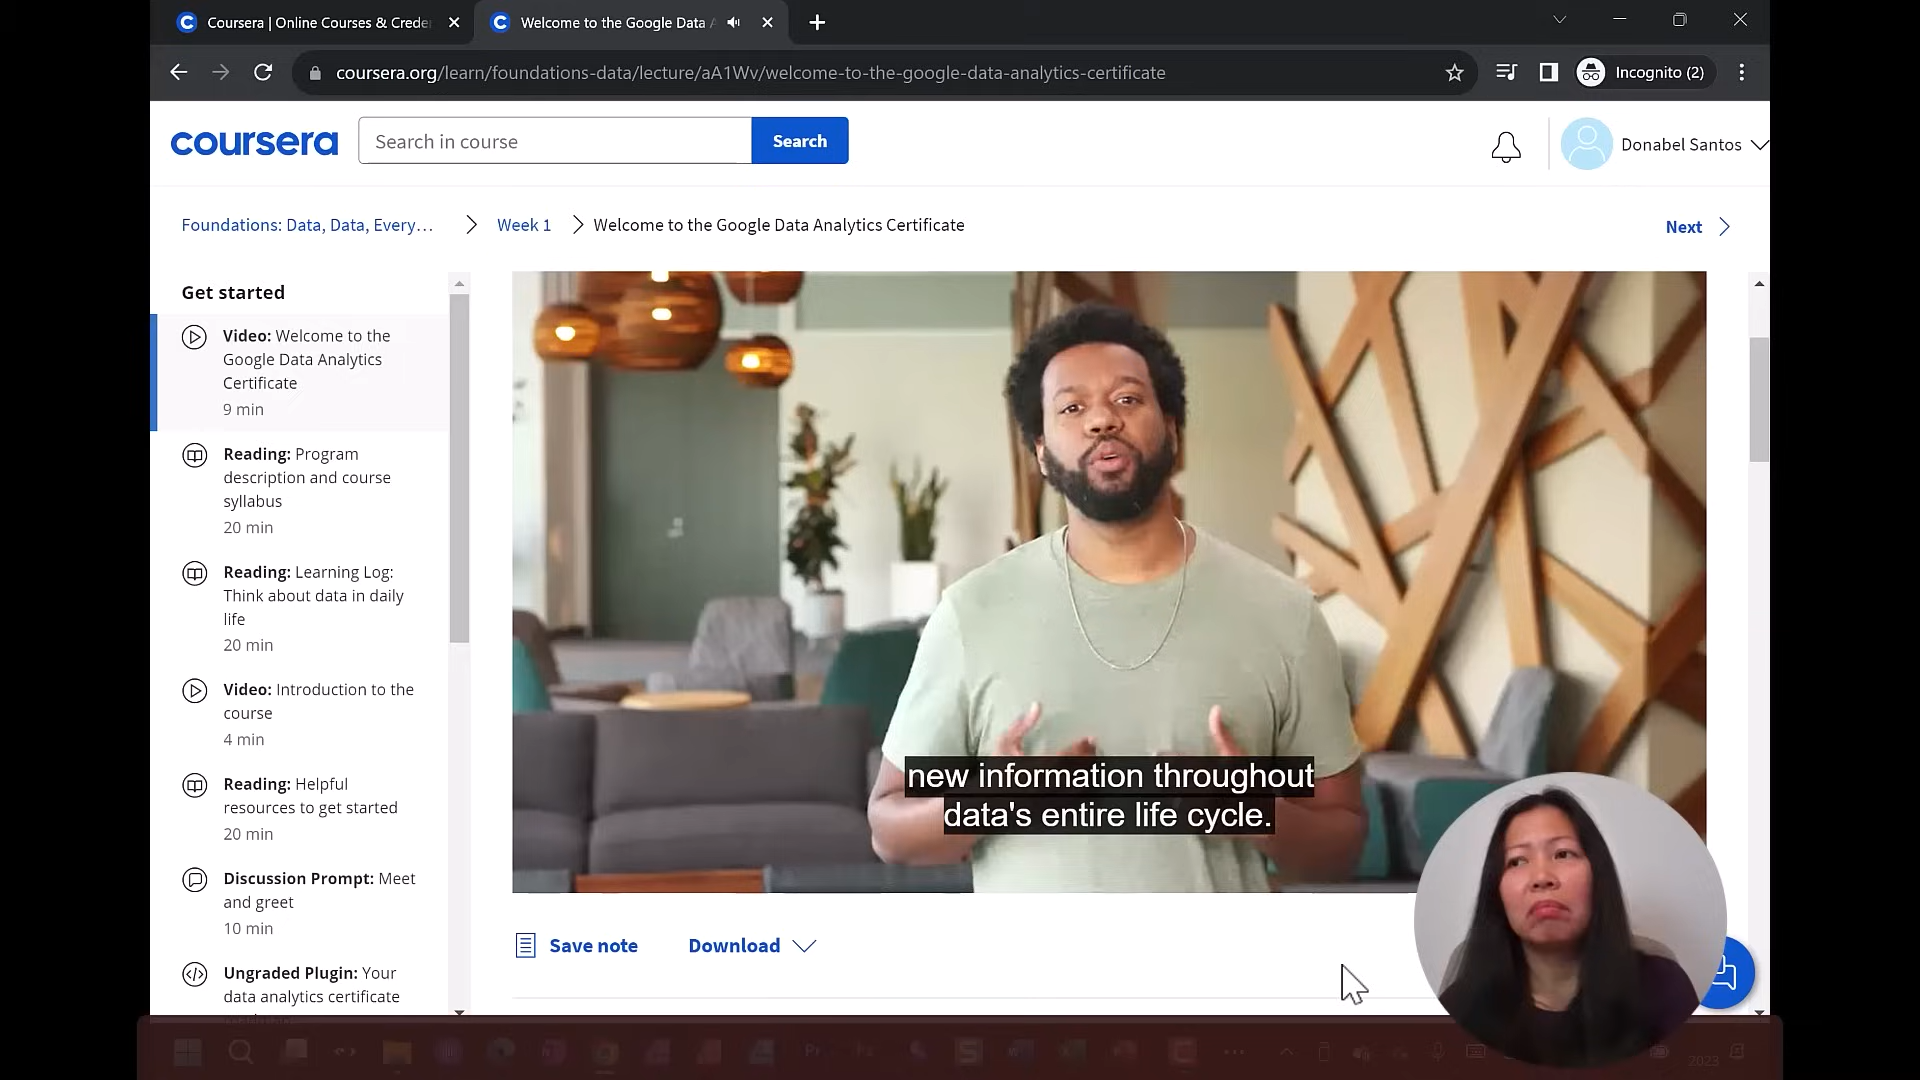 Coursera | Online Courses & Crede
Welcome to the Google Data A
coursera.org/learn/foundations-data/lecture/aA1Wv/welcome-to-the-google-data-analytics-certificate
Incognito (2)
coursera
Search in course
Search
Donabel Santos
Foundations: Data, Data, Every...
Week 1
Welcome to the Google Data Analytics Certificate
Next
Get started
Video: Welcome to the
Google Data Analytics
Certificate
9 min
Reading: Program
description and course
syllabus
20 min
Reading: Learning Log:
Think about data in daily
life
20 min
Video: Introduction to the
course
4 min
Reading: Helpful
resources to get started
20 min
Discussion Prompt: Meet
and greet
10 min
Ungraded Plugin: Your
data analytics certificate
new information throughout
data's entire life cycle.
Save note
Download
2023